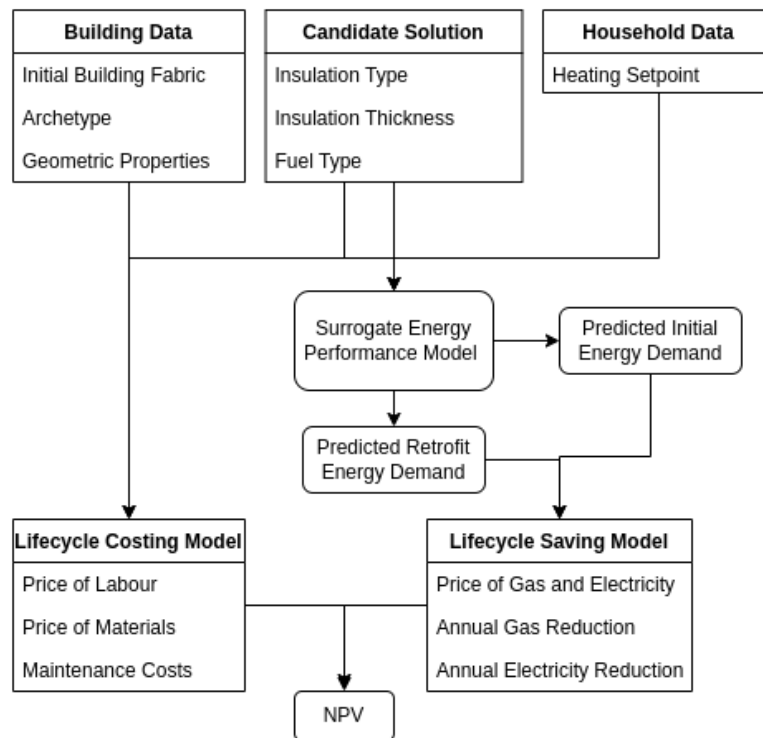 Building Data
Initial Building Fabric
Archetype
Geometric Properties
Candidate Solution
Insulation Type
Insulation Thickness
Fuel Type
Household Data
Heating Setpoint
Surrogate Energy
Performance Model
Predicted Initial
Energy Demand
Predicted Retrofit
Energy Demand
Lifecycle Costing Model
Price of Labour
Price of Materials
Maintenance Costs
Lifecycle Saving Model
Price of Gas and Electricity
Annual Gas Reduction
Annual Electricity Reduction
NPV